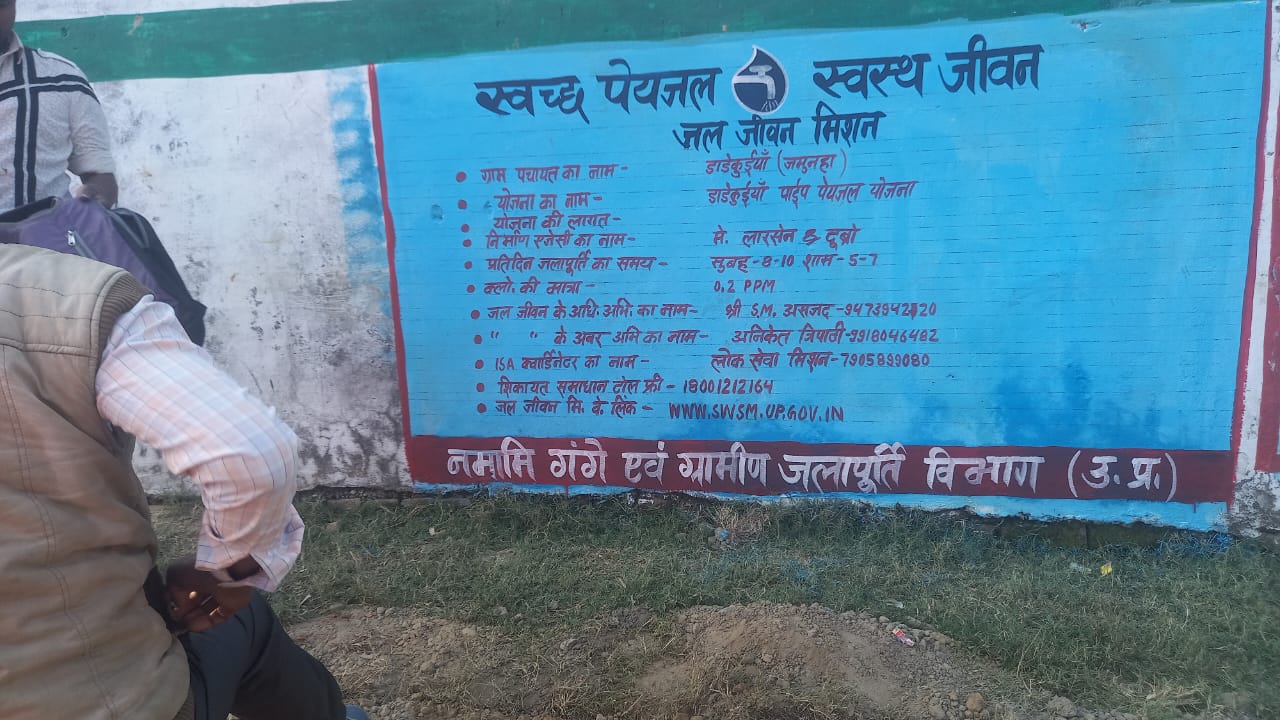 स्वच्छ पेयजल स्वस्थ जीवन
जल जीवन मिशन
• ग्राम पंचायत का नाम - डाडेकुईयाँ (जमुनहा)
• योजना का नाम - डाडेकुईयाँ पाईप पेयजल योजना
• योजना की लागत -
• निर्माण एजेंसी का नाम - मे. लारसेन & टूब्रो
• प्रतिदिन जलापूर्ति का समय - सुबह - 8-10 शाम - 5-7
• क्लो. की मात्रा - 0.2 PPM
• जल जीवन के अधि. अभि. का नाम - श्री S.M. असजद -
• " " के अवर अभि का नाम - अनिकेत त्रिपाठी - 9918046482
• ISA क्वार्डिनेटर का नाम - लोक सेवा मिशन - 7905899080
• शिकायत समाधान टोल फ्री - 18001212164
• जल जीवन मि. के लिंक - WWW.SWSM.UP.GOV.IN
नमामि गंगे एवं ग्रामीण जलापूर्ति विभाग (उ.प्र.)